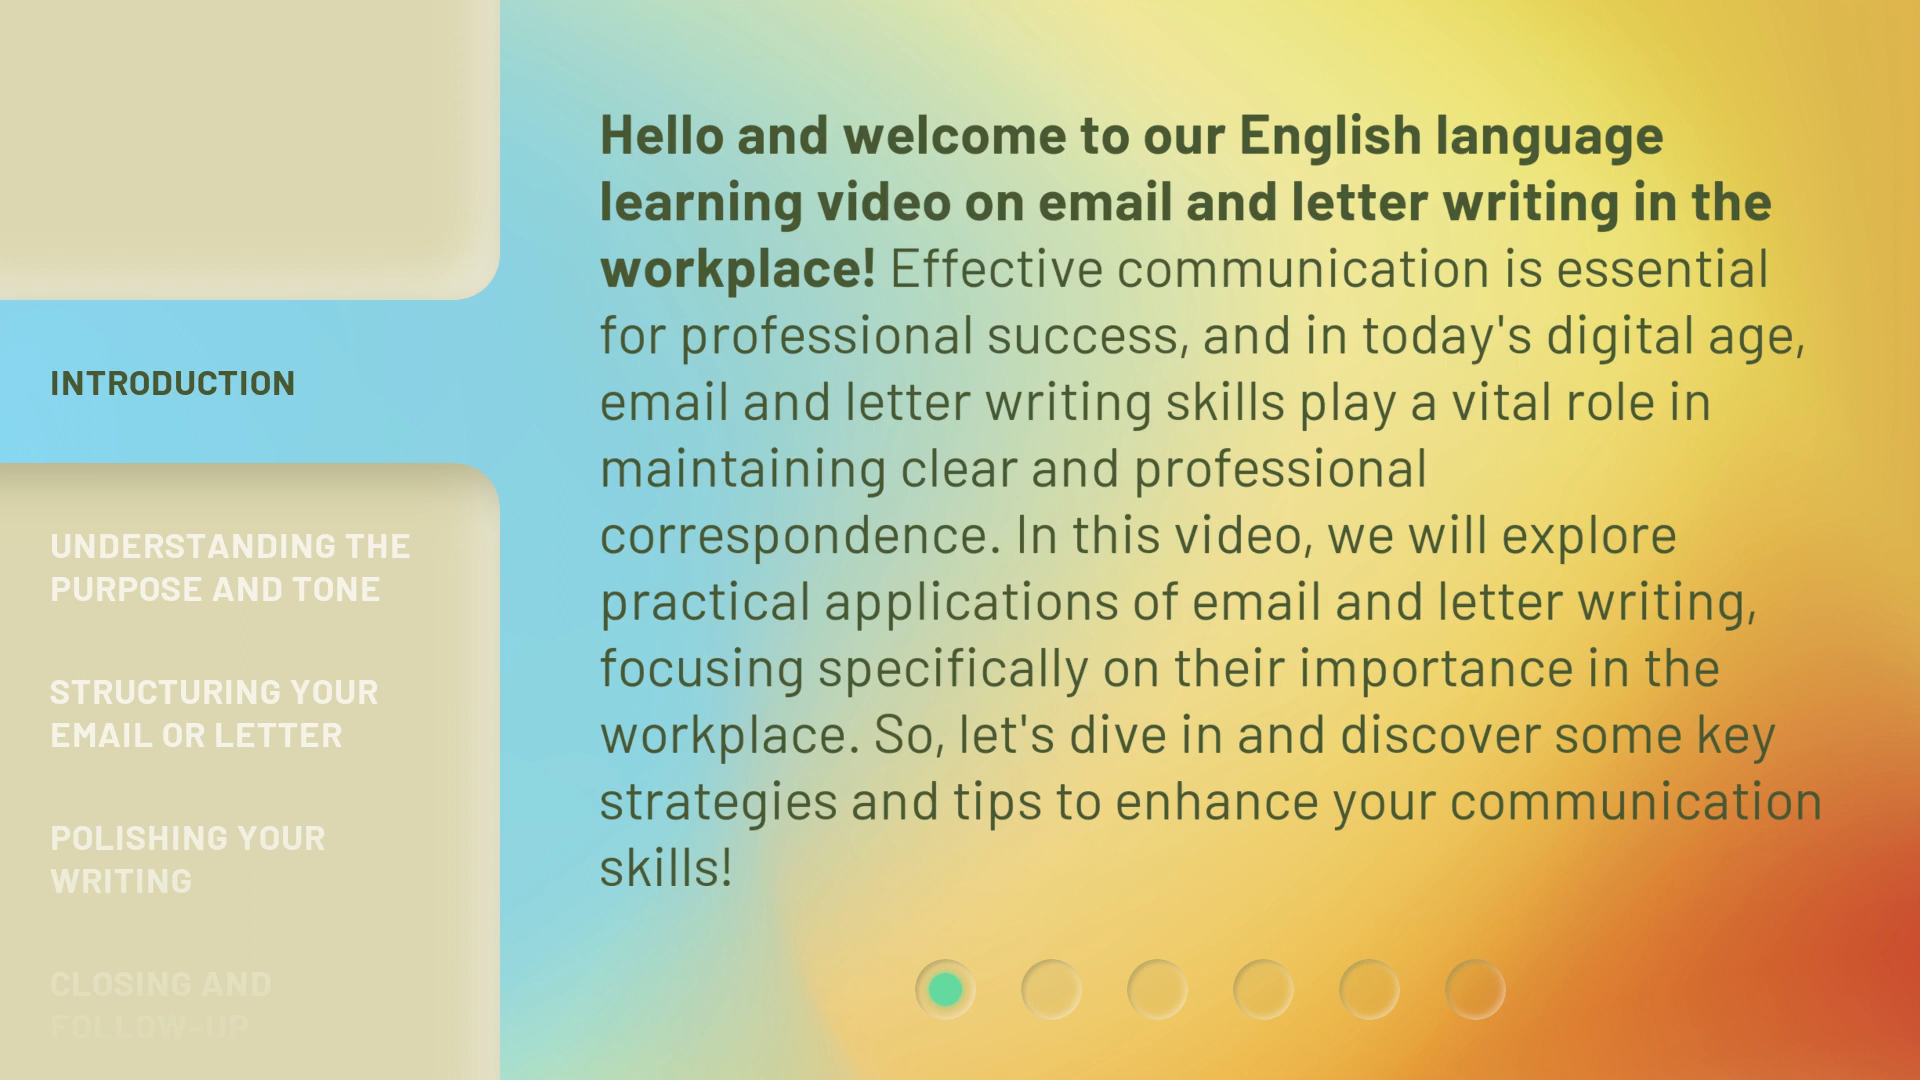 INTRODUCTION
UNDERSTANDING THE
PURPOSE AND TONE
STRUCTURING YOUR
EMAIL OR LETTER
POLISHING YOUR
WRITING
CLOSING AND
FOLLOW-UP
Hello and welcome to our English language
learning video on email and letter writing in the
workplace! Effective communication is essential
for professional success, and in today's digital age,
email and letter writing skills play a vital role in
maintaining clear and professional
correspondence. In this video, we will explore
practical applications of email and letter writing,
focusing specifically on their importance in the
workplace. So, let's dive in and discover some key
strategies and tips to enhance your communication
skills!